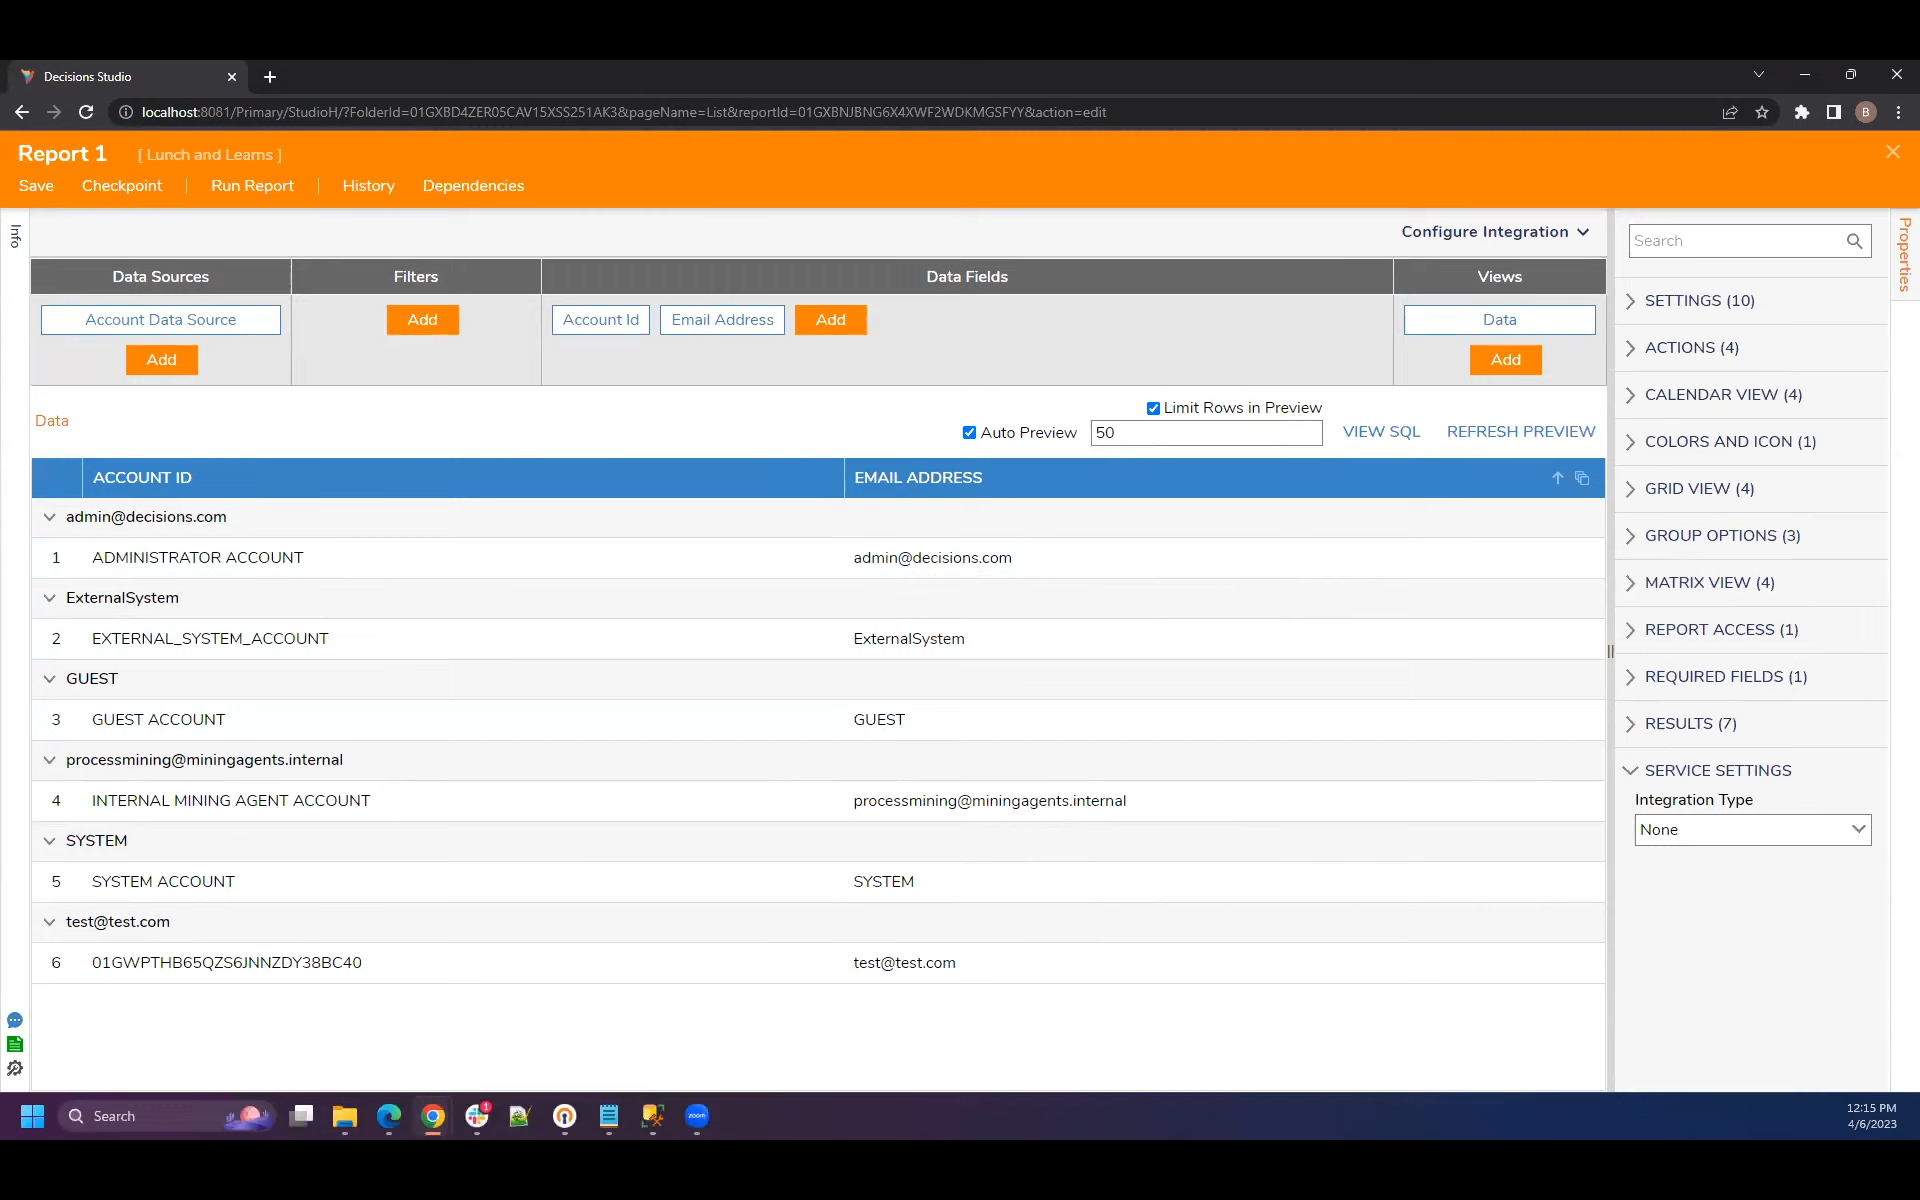 Decisions Studio
localhost:8081/Primary/StudioH/?FolderId=01GXBD4ZER05CAV15XSS251AK3&pageName=List&reportId=01GXBNJBNG6X4XWF2WDKMGSFYY&action=edit
B
Report 1 [ Lunch and Learns ]
Save Checkpoint | Run Report | History Dependencies
Info
Configure Integration
Data Sources Filters Data Fields Views
Account Data Source Add Account Id Email Address Add Data
Add Add
Data
Limit Rows in Preview
Auto Preview 50 VIEW SQL REFRESH PREVIEW
ACCOUNT ID EMAIL ADDRESS
admin@decisions.com
1 ADMINISTRATOR ACCOUNT admin@decisions.com
ExternalSystem
2 EXTERNAL_SYSTEM_ACCOUNT ExternalSystem
GUEST
3 GUEST ACCOUNT GUEST
processmining@miningagents.internal
4 INTERNAL MINING AGENT ACCOUNT processmining@miningagents.internal
SYSTEM
5 SYSTEM ACCOUNT SYSTEM
test@test.com
6 01GWPTHB65QZS6JNNZDY38BC40 test@test.com
Search
Properties
SETTINGS (10)
ACTIONS (4)
CALENDAR VIEW (4)
COLORS AND ICON (1)
GRID VIEW (4)
GROUP OPTIONS (3)
MATRIX VIEW (4)
REPORT ACCESS (1)
REQUIRED FIELDS (1)
RESULTS (7)
SERVICE SETTINGS
Integration Type
None
Search
1
zoom
12:15 PM
4/6/2023